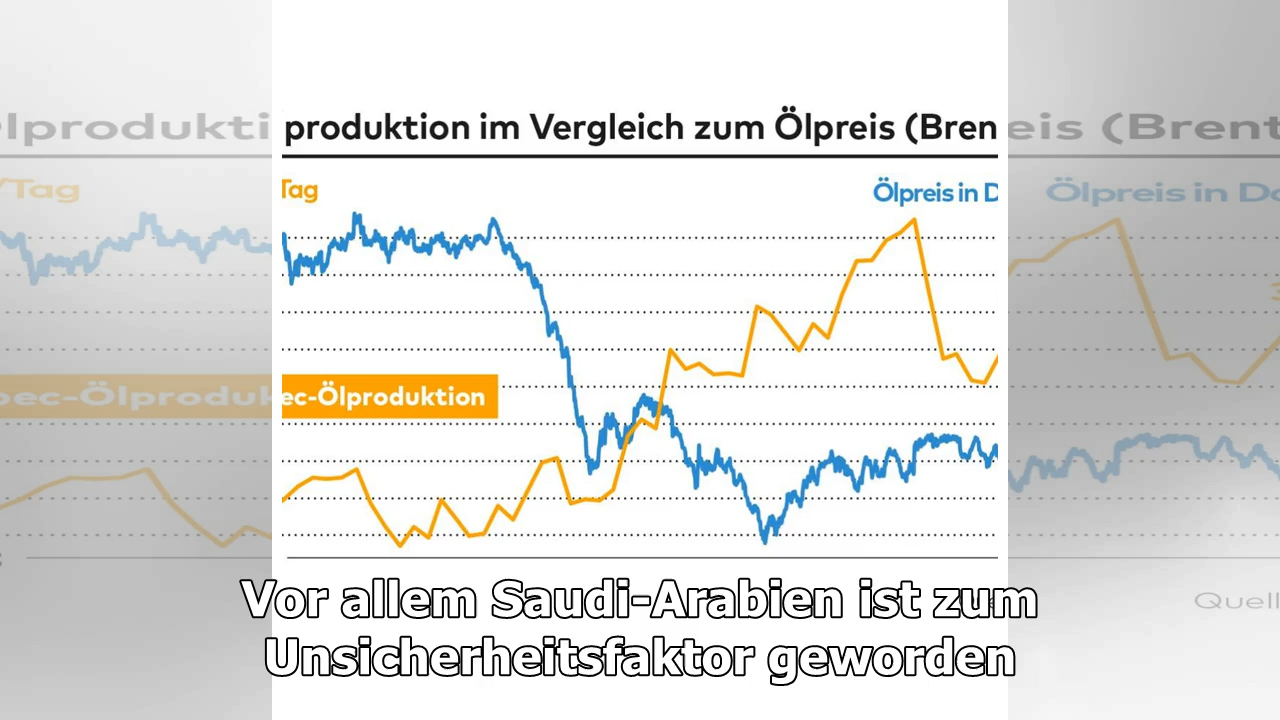 produktion im Vergleich zum Ölpreis (Bren
Tag
Ölpreis in D
ec-Ölproduktion
Vor allem Saudi-Arabien ist zum
Unsicherheitsfaktor geworden